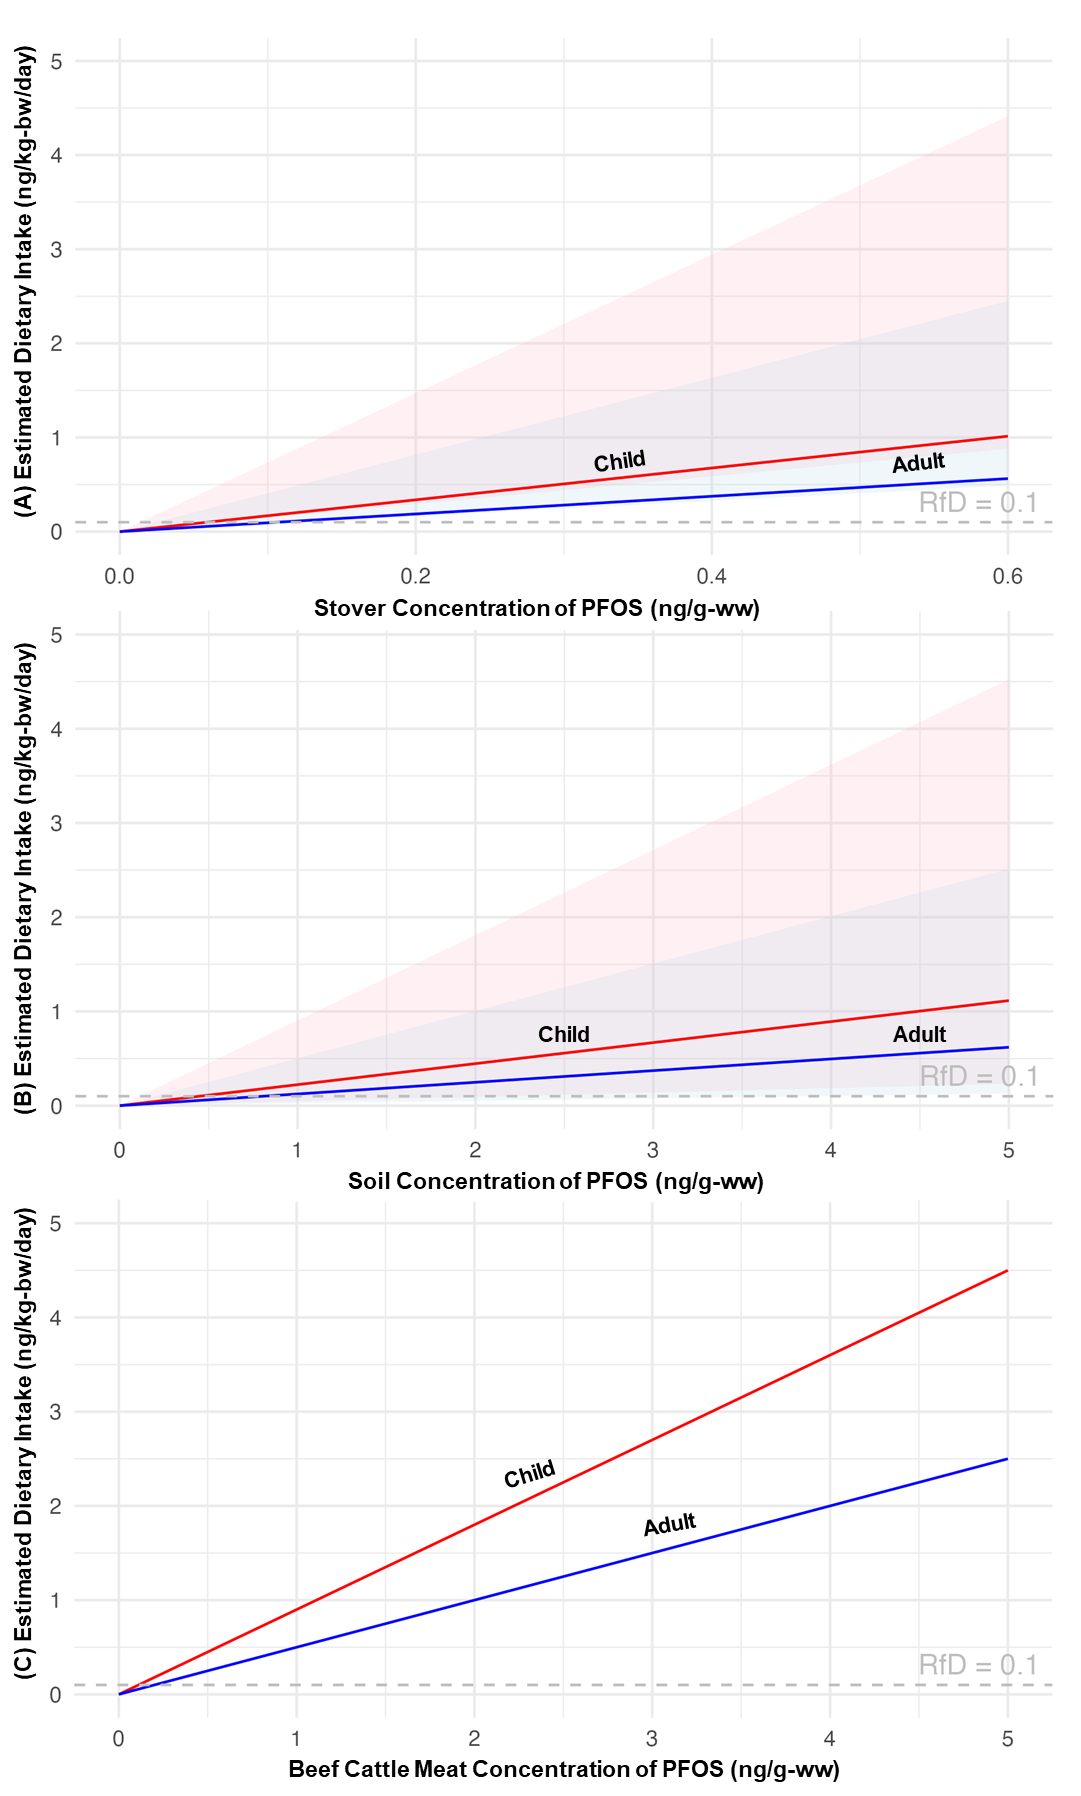 (A) Estimated Dietary Intake (ng/kg-bw/day)
5
4
3
2
1
0
Child
Adult
RfD = 0.1
0.0 0.2 0.4 0.6
Stover Concentration of PFOS (ng/g-ww)
(B) Estimated Dietary Intake (ng/kg-bw/day)
5
4
3
2
1
0
Child
Adult
RfD = 0.1
0 1 2 3 4 5
Soil Concentration of PFOS (ng/g-ww)
(C) Estimated Dietary Intake (ng/kg-bw/day)
5
4
3
2
1
0
Child
Adult
RfD = 0.1
0 1 2 3 4 5
Beef Cattle Meat Concentration of PFOS (ng/g-ww)